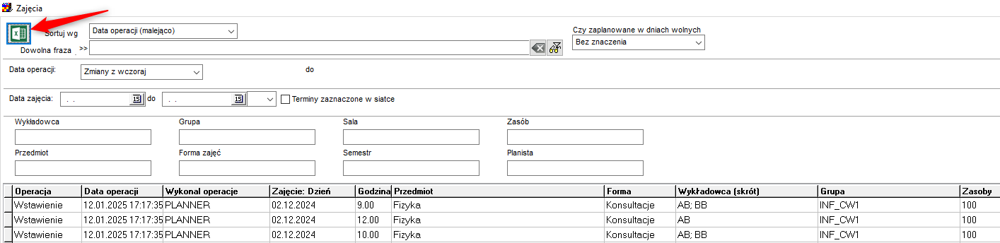 Zajęcia
Sortuj wg Data operacji (malejąco) Czy zaplanowane w dniach wolnych
Dowolna fraza . >> Bez znaczenia
Data operacji: Zmiany z wczoraj do
Data zajęcia: . . 15 do . . 15 Terminy zaznaczone w siatce
Wykładowca Grupa Sala Zasób
Przedmiot Forma zajęć Semestr Planista
Operacja Data operacji Wykonal operacje Zajęcie: Dzień Godzina Przedmiot Forma Wykładowca (skrót) Grupa Zasoby
Wstawienie 12.01.2025 17:17:35 PLANNER 02.12.2024 9.00 Fizyka Konsultacje AB; BB INF_CW1 100
Wstawienie 12.01.2025 17:17:35 PLANNER 02.12.2024 12.00 Fizyka Konsultacje AB INF_CW1 100
Wstawienie 12.01.2025 17:17:35 PLANNER 02.12.2024 10.00 Fizyka Konsultacje AB; BB INF_CW1 100